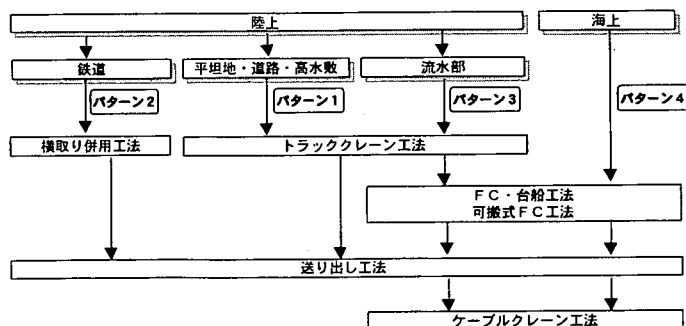 陸上
海上
鉄道
平坦地・道路・高水敷
流水部
パターン2
パターン1
パターン3
パターン4
横取り併用工法
トラッククレーン工法
FC・台船工法
可搬式FC工法
送り出し工法
ケーブルクレーン工法